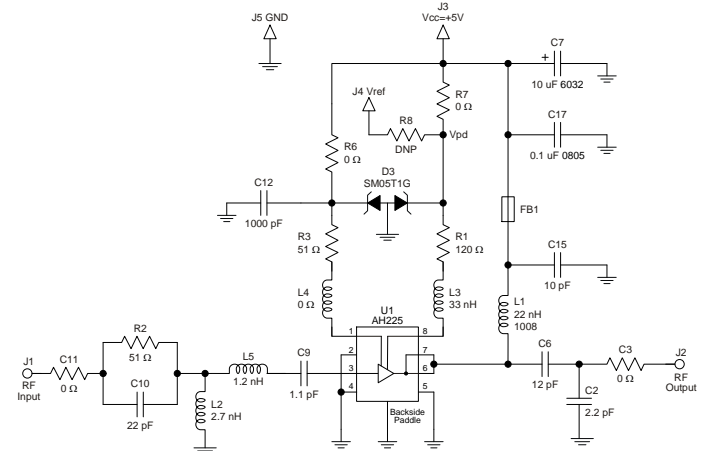 J5 GND
J3
Vcc=+5V
C7
+
10 uF 6032
R7
0 Ω
J4 Vref
R8
DNP
Vpd
C17
0.1 uF 0805
R6
0 Ω
D3
SM05T1G
C12
1000 pF
FB1
R3
51 Ω
R1
120 Ω
C15
10 pF
L4
0 Ω
L3
33 nH
L1
22 nH
1008
U1
AH225
1
8
2
7
3
6
4
5
Backside
Paddle
J1
RF
Input
C11
0 Ω
R2
51 Ω
C10
22 pF
L2
2.7 nH
L5
1.2 nH
C9
1.1 pF
C6
12 pF
C3
0 Ω
C2
2.2 pF
J2
RF
Output